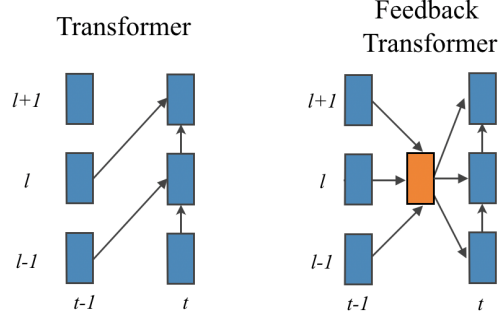 Transformer
Feedback
Transformer
l+1
l
l-1
t-1
t
l+1
l
l-1
t-1
t